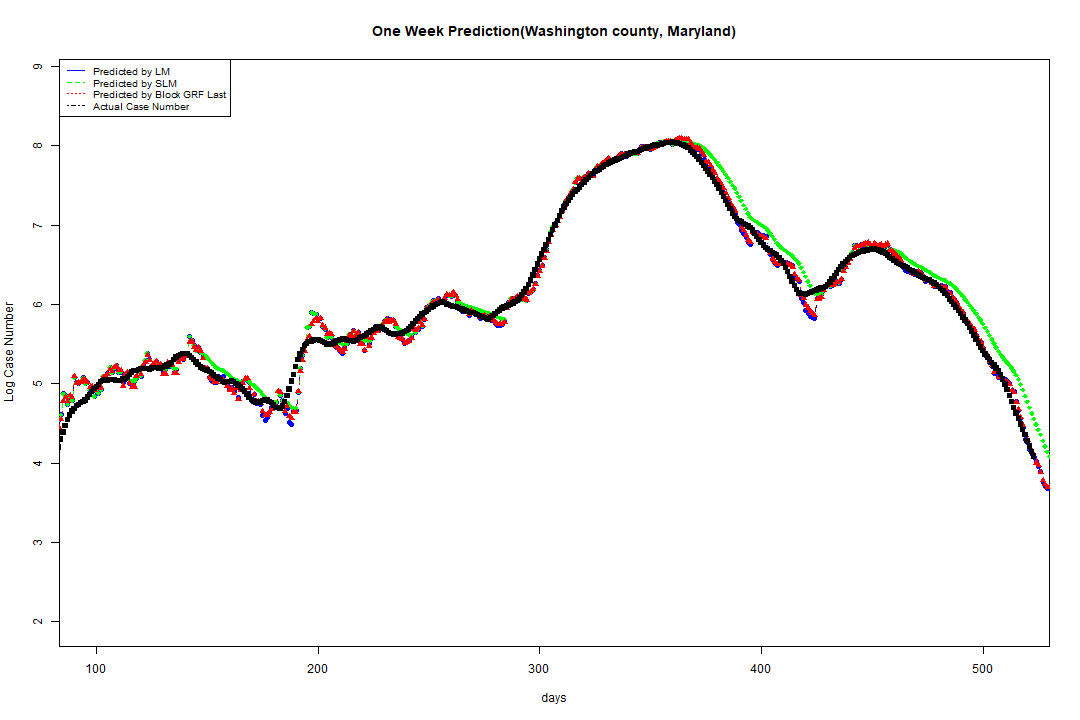 One Week Prediction(Washington county, Maryland)
Predicted by LM
Predicted by SLM
Predicted by Block GRF Last
Actual Case Number
9
8
7
6
5
4
3
2
Log Case Number
100 200 300 400 500
days